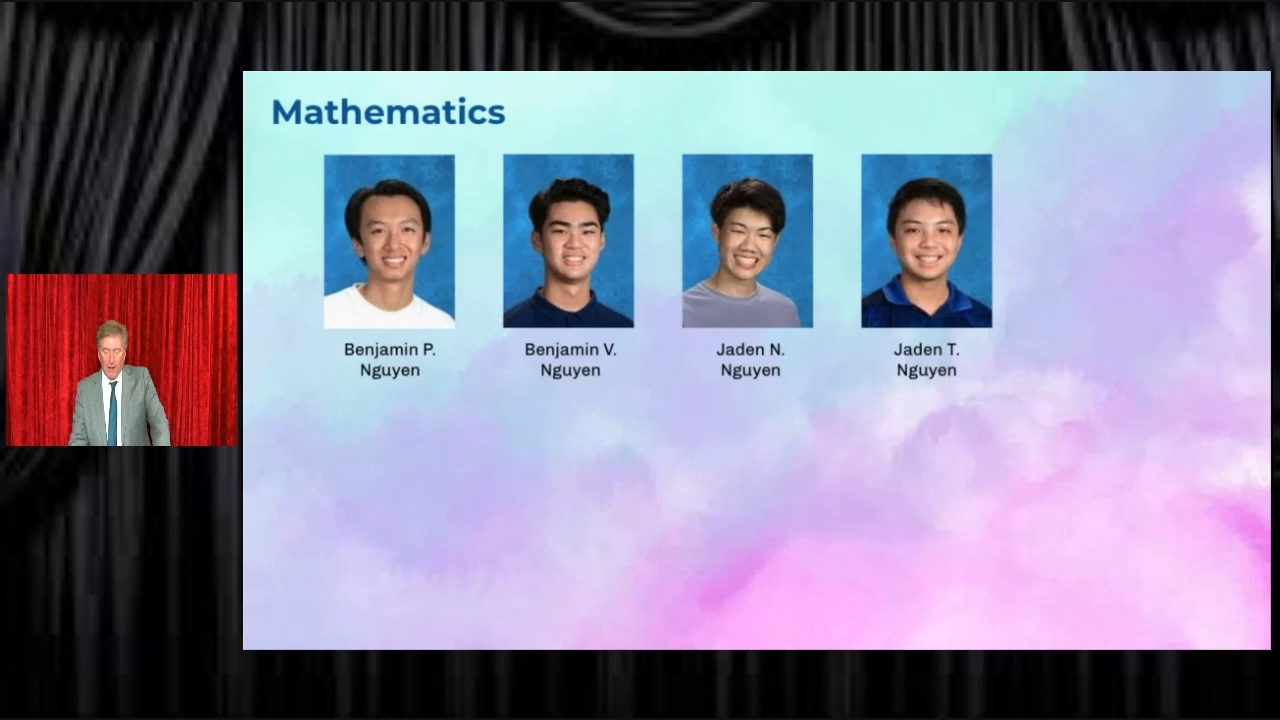 Mathematics
Benjamin P.
Nguyen
Benjamin V.
Nguyen
Jaden N.
Nguyen
Jaden T.
Nguyen